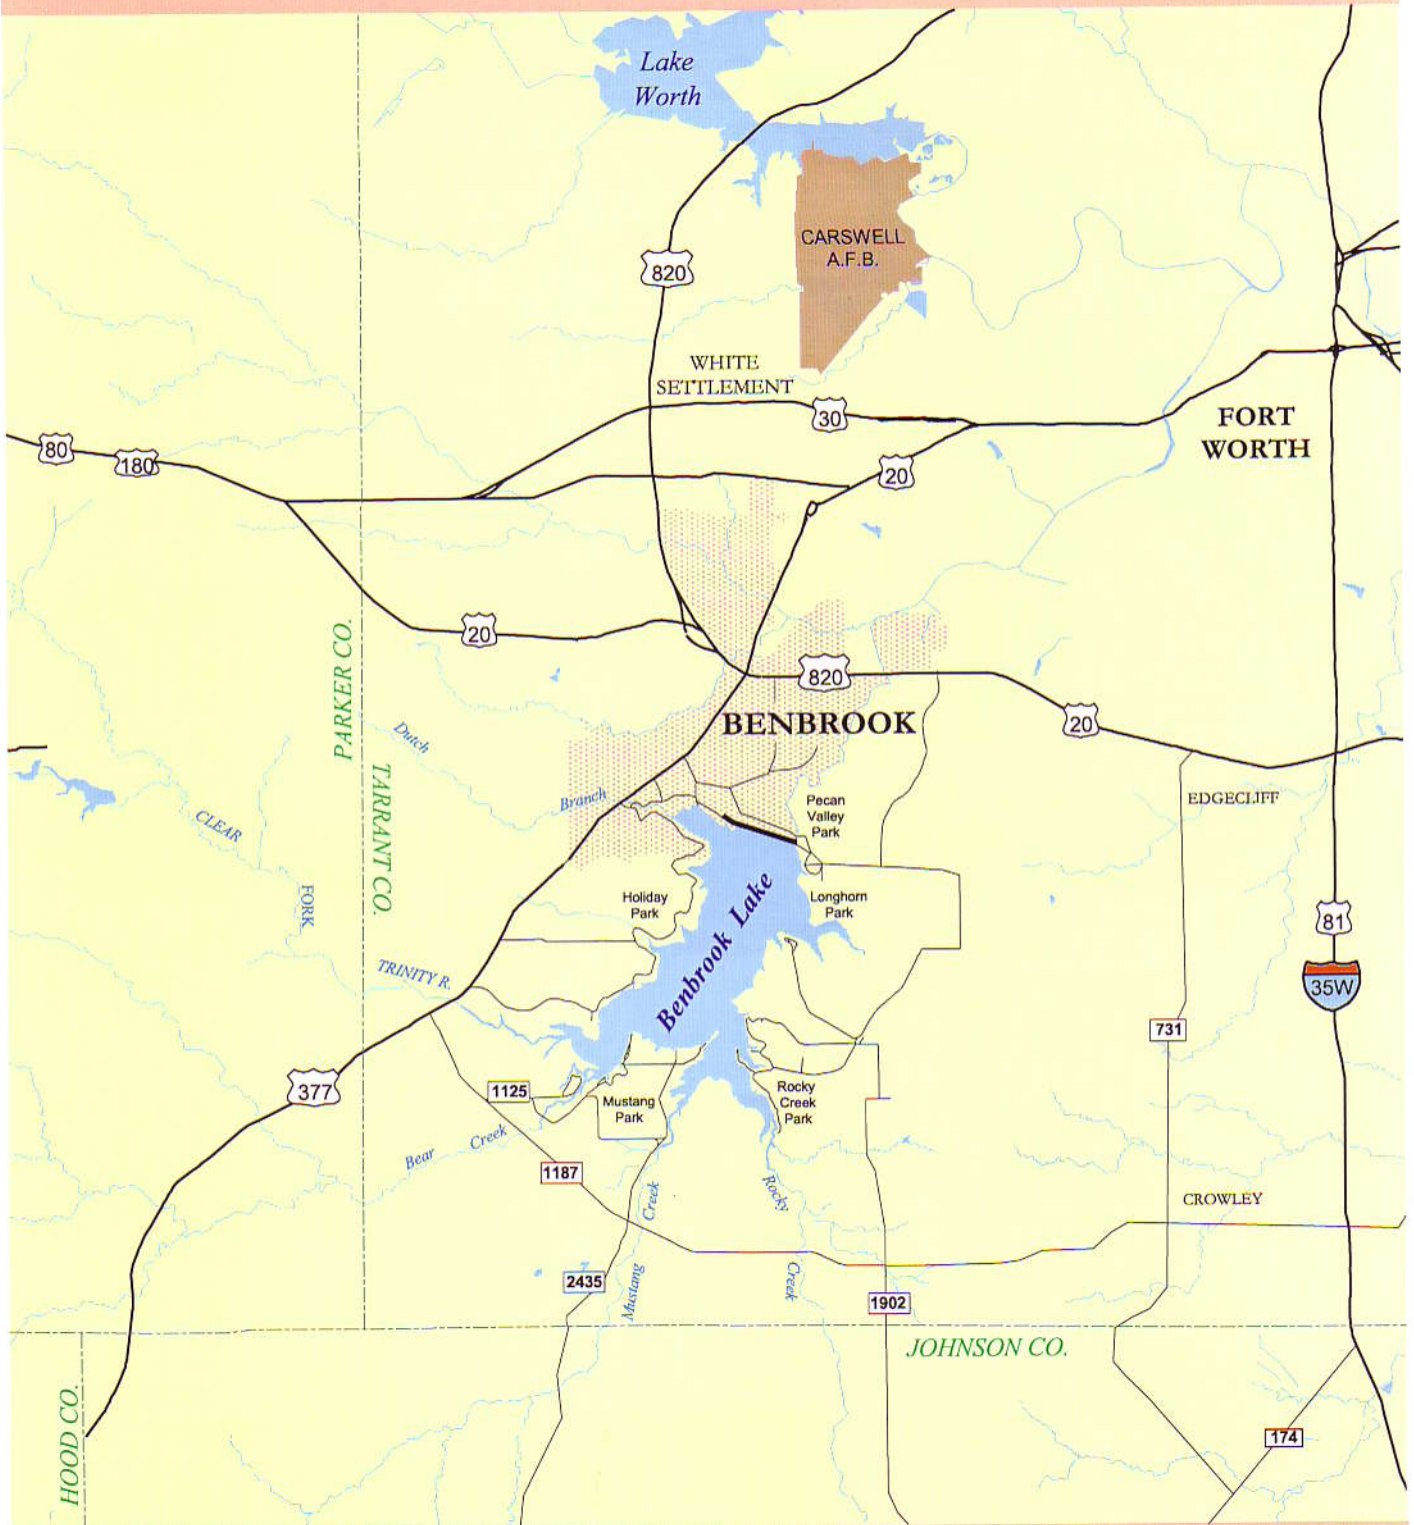 Lake
Worth
CARSWELL
A.F.B.
820
WHITE
SETTLEMENT
30
FORT
WORTH
80
180
20
20
PARKER CO.
TARRANT CO.
820
BENBROOK
20
Dutch
Branch
EDGECLIFF
Pecan
Valley
Park
CLEAR
FORK
TRINITY R.
Holiday
Park
Benbrook Lake
Longhorn
Park
81
35W
731
377
1125
Mustang
Park
Rocky
Creek
Park
Bear Creek
1187
Creek
Mustang
Rocky
Creek
CROWLEY
2435
1902
JOHNSON CO.
HOOD CO.
174